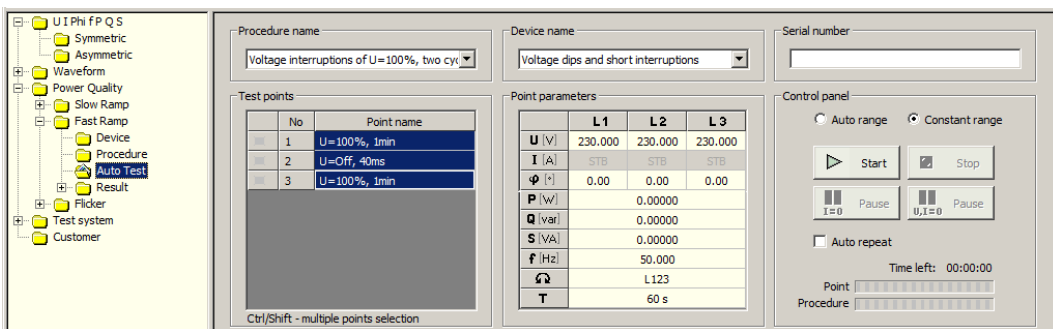 U I Phi f P Q S
Symmetric
Asymmetric
Waveform
Power Quality
Slow Ramp
Fast Ramp
Device
Procedure
Auto Test
Result
Flicker
Test system
Customer
Procedure name
Voltage interruptions of U=100%, two cyc
Device name
Voltage dips and short interruptions
Serial number
Test points
No Point name
1 U=100%, 1min
2 U=Off, 40ms
3 U=100%, 1min
Ctrl/Shift - multiple points selection
Point parameters
L 1 L 2 L 3
U [V] 230.000 230.000 230.000
I [A] STB STB STB
φ [°] 0.00 0.00 0.00
P [W] 0.00000
Q [var] 0.00000
S [VA] 0.00000
f [Hz] 50.000
L123
T 60 s
Control panel
Auto range Constant range
Start Stop
I=0 Pause U,I=0 Pause
Auto repeat
Time left: 00:00:00
Point
Procedure